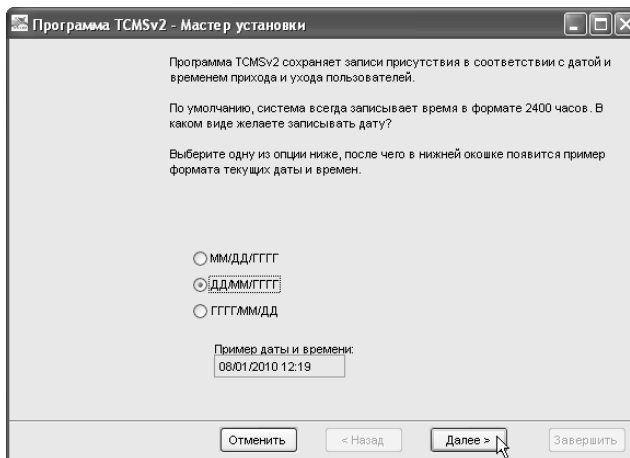 Программа TCMSv2 - Мастер установки
Программа TCMSv2 сохраняет записи присутствия в соответствии с датой и
временем прихода и ухода пользователей.
По умолчанию, система всегда записывает время в формате 2400 часов. В
каком виде желаете записывать дату?
Выберите одну из опции ниже, после чего в нижней окошке появится пример
формата текущих даты и времен.
ММ/ДД/ГГГГ
ДД/ММ/ГГГГ
ГГГГ/ММ/ДД
Пример даты и времени:
08/01/2010 12:19
Отменить
< Назад
Далее >
Завершить